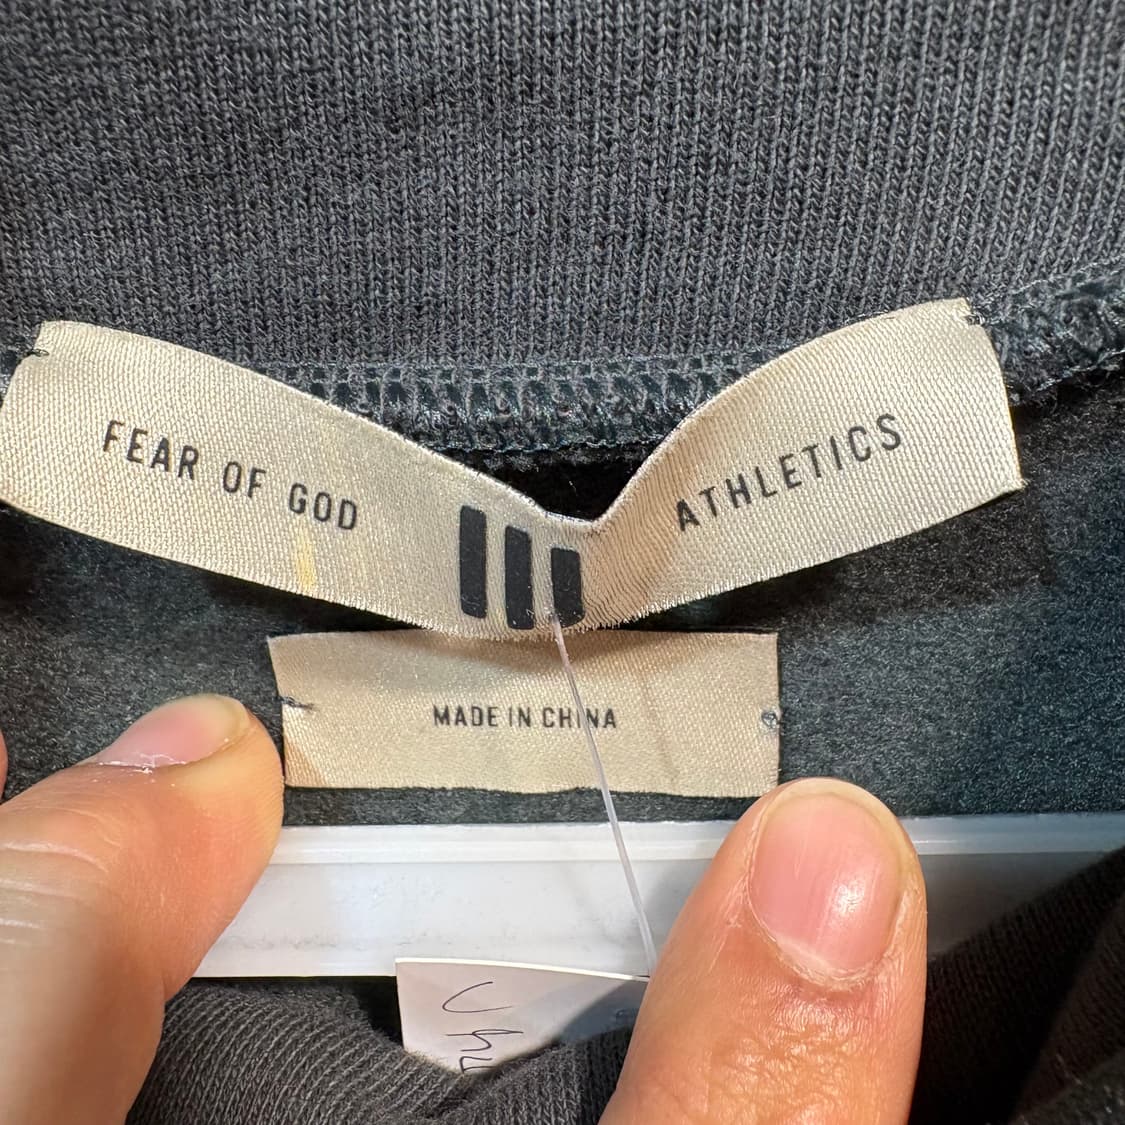 FEAR OF GOD
ATHLETICS
MADE IN CHINA